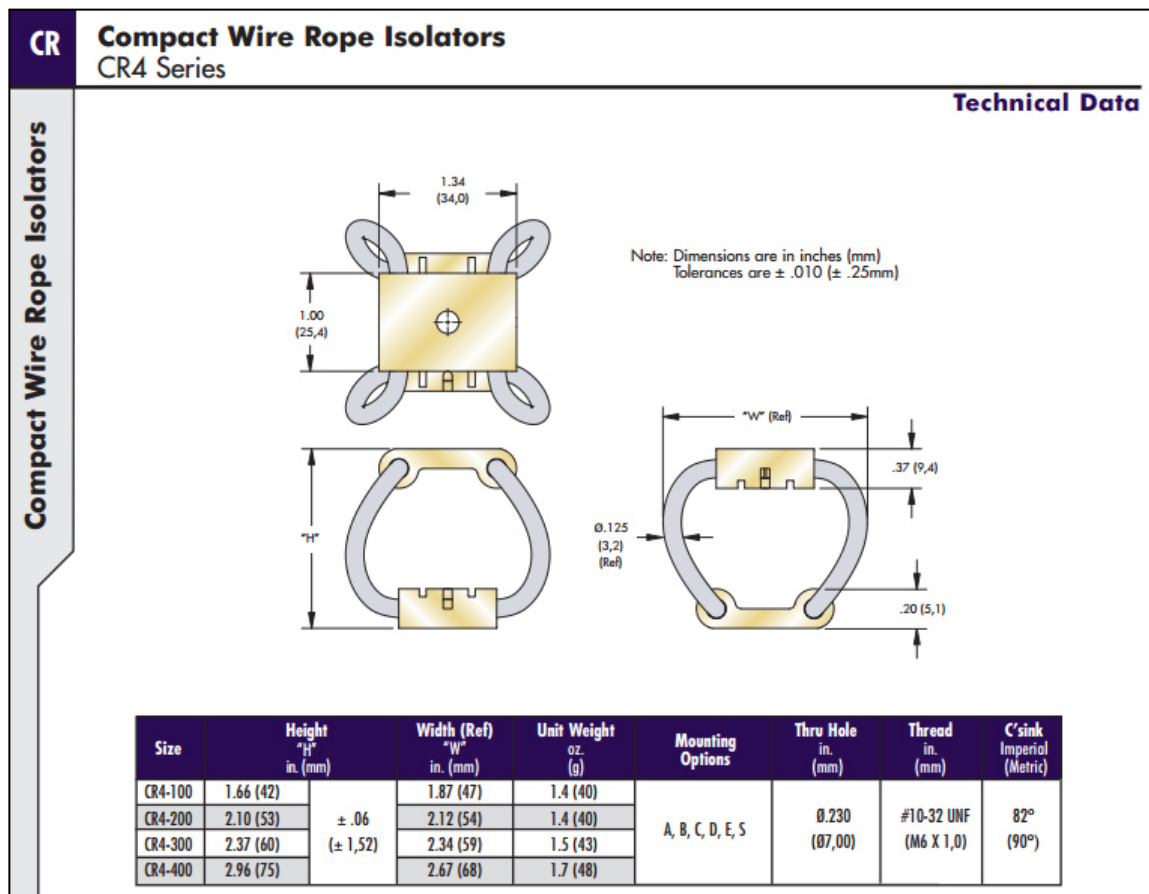 CR
Compact Wire Rope Isolators
CR4 Series
Technical Data
Compact Wire Rope Isolators
1.34
(34,0)
Note: Dimensions are in inches (mm)
Tolerances are ± .010 (± .25mm)
1.00
(25,4)
"W" (Ref)
.37 (9,4)
"H"
Ø.125
(3,2)
(Ref)
.20 (5,1)
Size
Height
"H"
in. (mm)
Width (Ref)
"W"
in. (mm)
Unit Weight
oz.
(g)
Mounting
Options
Thru Hole
in.
(mm)
Thread
in.
(mm)
C'sink
Imperial
(Metric)
CR4-100 1.66 (42) 1.87 (47) 1.4 (40)
CR4-200 2.10 (53) 2.12 (54) 1.4 (40)
CR4-300 2.37 (60) 2.34 (59) 1.5 (43)
CR4-400 2.96 (75) 2.67 (68) 1.7 (48)
± .06
(± 1,52)
A, B, C, D, E, S
Ø.230
(Ø7,00)
#10-32 UNF
(M6 X 1,0)
82°
(90°)